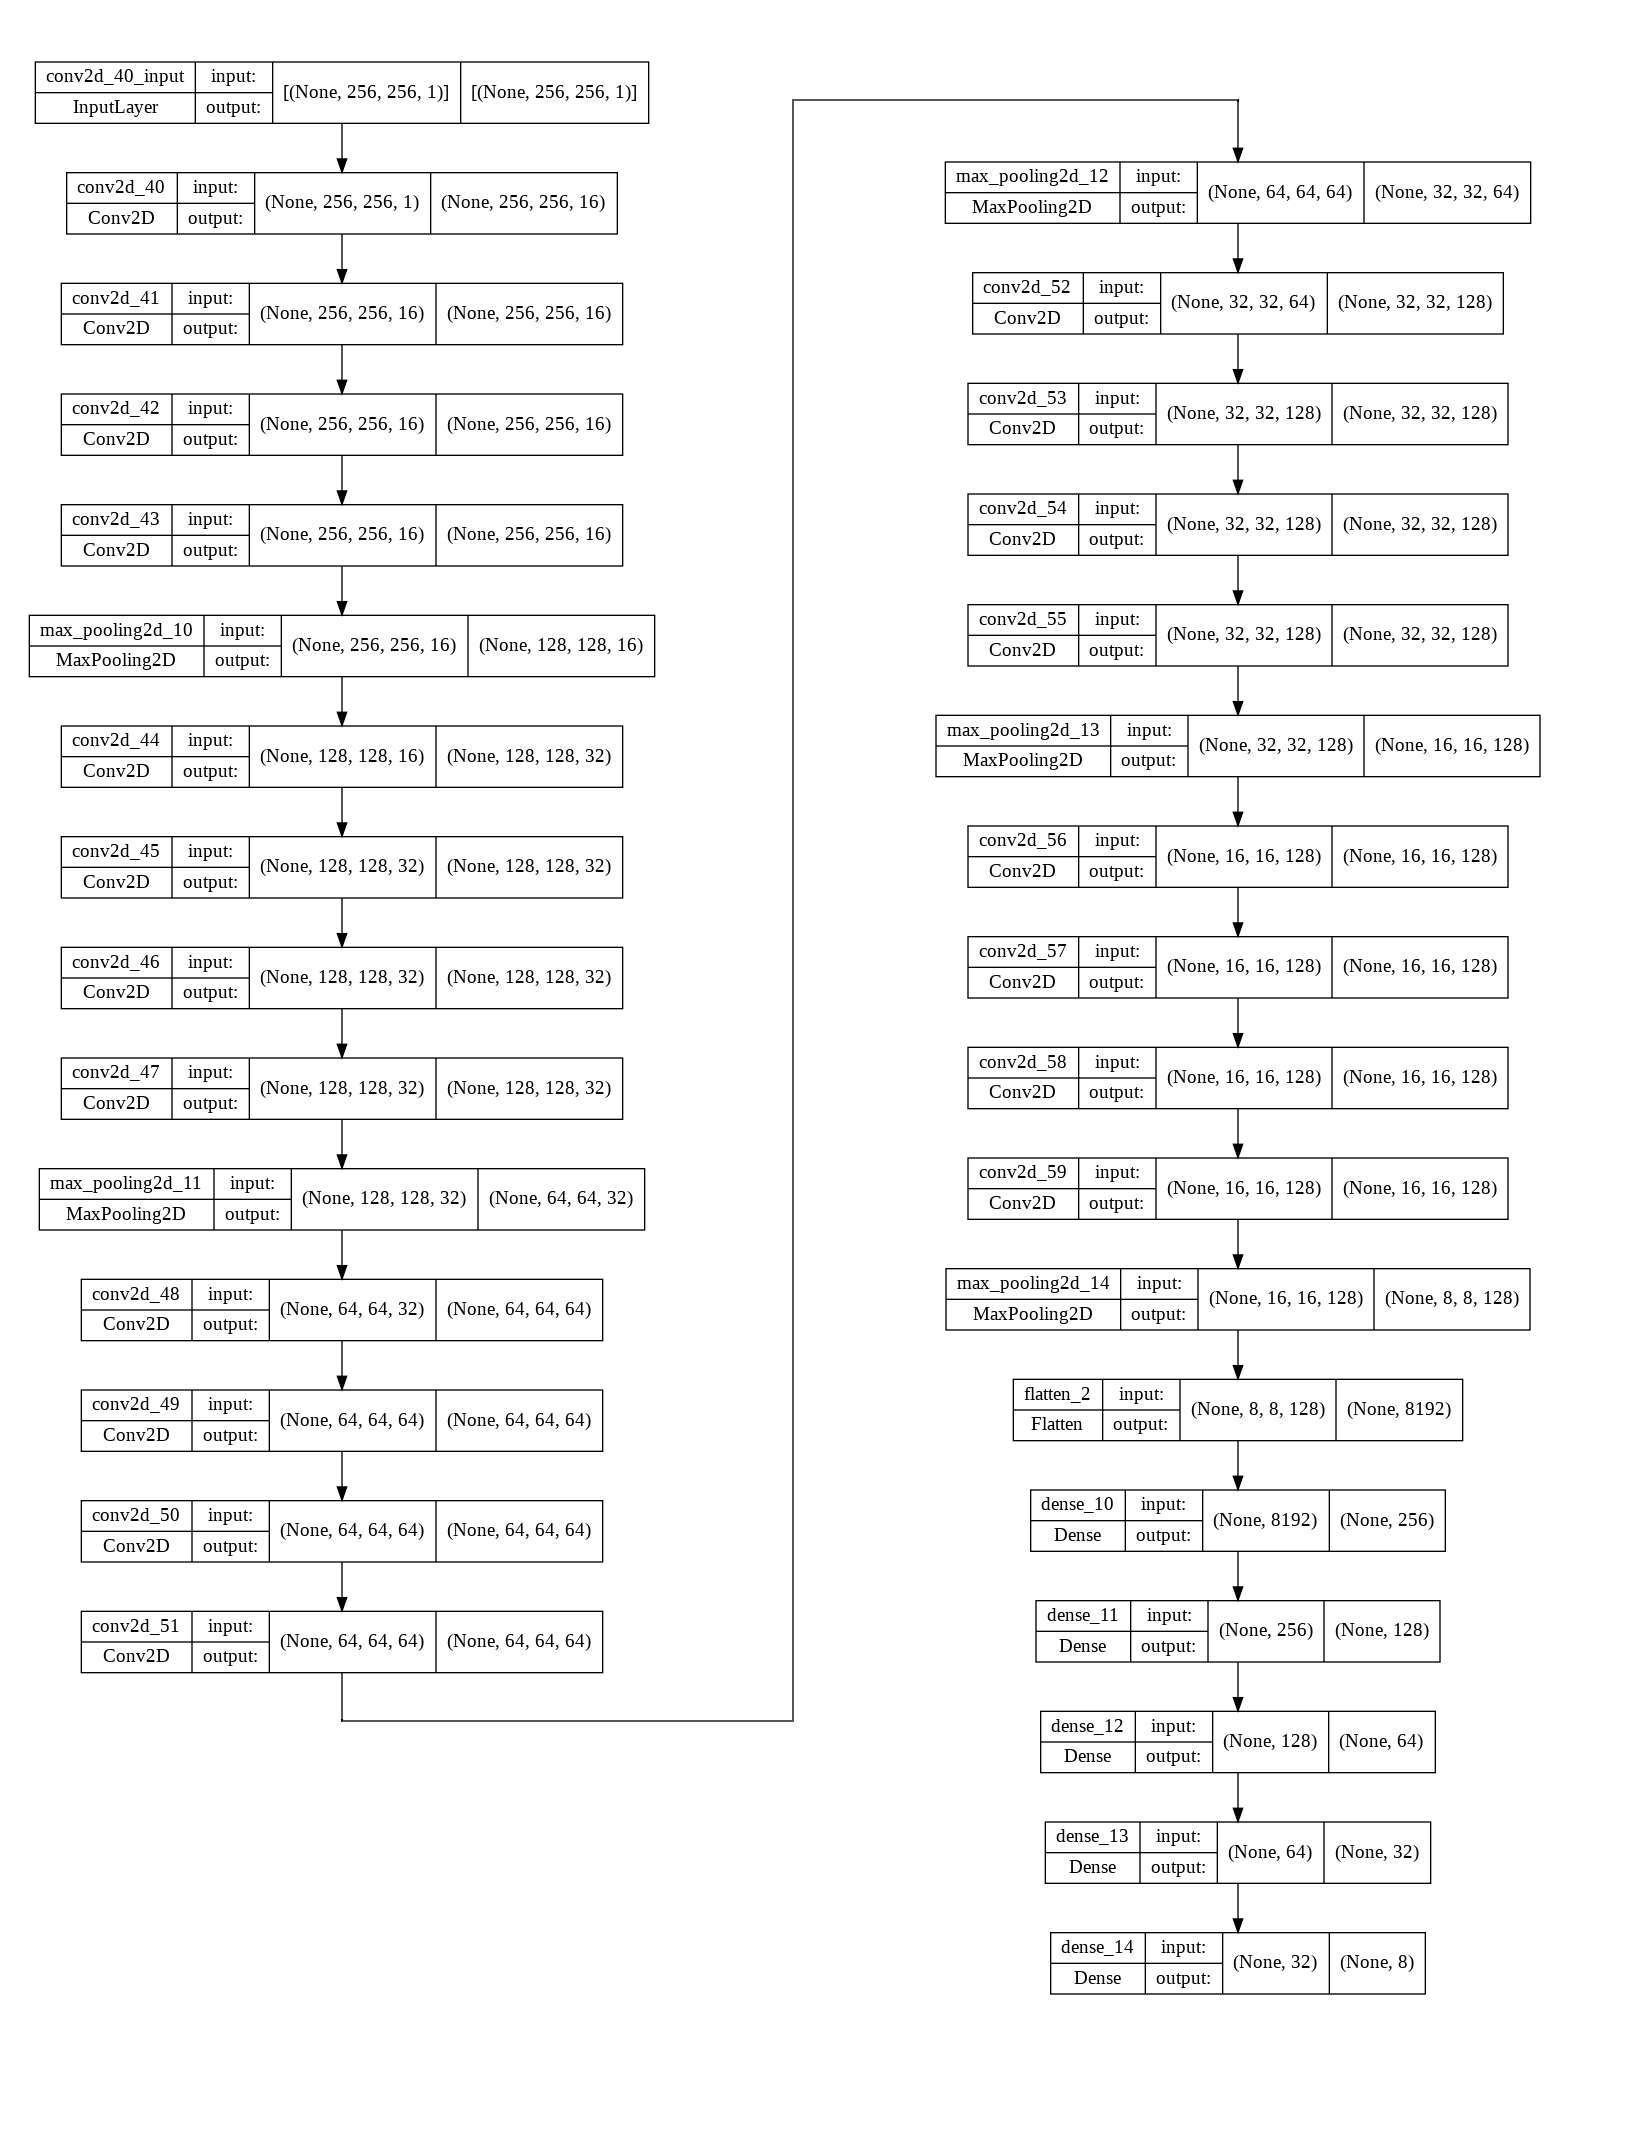 conv2d_40_input input: [(None, 256, 256, 1)] [(None, 256, 256, 1)]
InputLayer output:
conv2d_40 input: (None, 256, 256, 1) (None, 256, 256, 16)
Conv2D output:
conv2d_41 input: (None, 256, 256, 16) (None, 256, 256, 16)
Conv2D output:
conv2d_42 input: (None, 256, 256, 16) (None, 256, 256, 16)
Conv2D output:
conv2d_43 input: (None, 256, 256, 16) (None, 256, 256, 16)
Conv2D output:
max_pooling2d_10 input: (None, 256, 256, 16) (None, 128, 128, 16)
MaxPooling2D output:
conv2d_44 input: (None, 128, 128, 16) (None, 128, 128, 32)
Conv2D output:
conv2d_45 input: (None, 128, 128, 32) (None, 128, 128, 32)
Conv2D output:
conv2d_46 input: (None, 128, 128, 32) (None, 128, 128, 32)
Conv2D output:
conv2d_47 input: (None, 128, 128, 32) (None, 128, 128, 32)
Conv2D output:
max_pooling2d_11 input: (None, 128, 128, 32) (None, 64, 64, 32)
MaxPooling2D output:
conv2d_48 input: (None, 64, 64, 32) (None, 64, 64, 64)
Conv2D output:
conv2d_49 input: (None, 64, 64, 64) (None, 64, 64, 64)
Conv2D output:
conv2d_50 input: (None, 64, 64, 64) (None, 64, 64, 64)
Conv2D output:
conv2d_51 input: (None, 64, 64, 64) (None, 64, 64, 64)
Conv2D output:
max_pooling2d_12 input: (None, 64, 64, 64) (None, 32, 32, 64)
MaxPooling2D output:
conv2d_52 input: (None, 32, 32, 64) (None, 32, 32, 128)
Conv2D output:
conv2d_53 input: (None, 32, 32, 128) (None, 32, 32, 128)
Conv2D output:
conv2d_54 input: (None, 32, 32, 128) (None, 32, 32, 128)
Conv2D output:
conv2d_55 input: (None, 32, 32, 128) (None, 32, 32, 128)
Conv2D output:
max_pooling2d_13 input: (None, 32, 32, 128) (None, 16, 16, 128)
MaxPooling2D output:
conv2d_56 input: (None, 16, 16, 128) (None, 16, 16, 128)
Conv2D output:
conv2d_57 input: (None, 16, 16, 128) (None, 16, 16, 128)
Conv2D output:
conv2d_58 input: (None, 16, 16, 128) (None, 16, 16, 128)
Conv2D output:
conv2d_59 input: (None, 16, 16, 128) (None, 16, 16, 128)
Conv2D output:
max_pooling2d_14 input: (None, 16, 16, 128) (None, 8, 8, 128)
MaxPooling2D output:
flatten_2 input: (None, 8, 8, 128) (None, 8192)
Flatten output:
dense_10 input: (None, 8192) (None, 256)
Dense output:
dense_11 input: (None, 256) (None, 128)
Dense output:
dense_12 input: (None, 128) (None, 64)
Dense output:
dense_13 input: (None, 64) (None, 32)
Dense output:
dense_14 input: (None, 32) (None, 8)
Dense output: